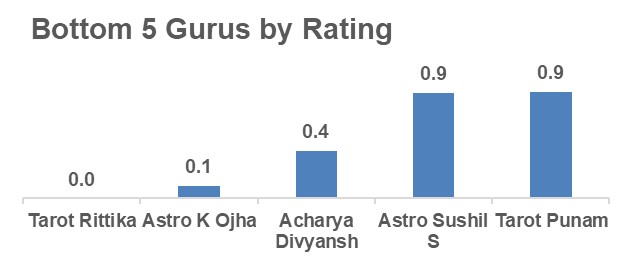 Bottom 5 Gurus by Rating
0.0
0.1
0.4
0.9
0.9
Tarot Rittika
Astro K Ojha
Acharya
Divyansh
Astro Sushil
S
Tarot Punam